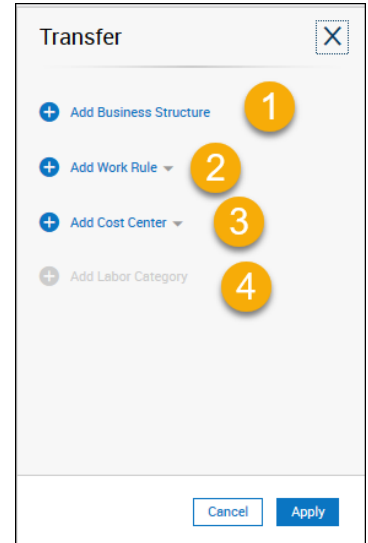 Transfer
Add Business Structure 1
Add Work Rule 2
Add Cost Center 3
Add Labor Category 4
Cancel Apply